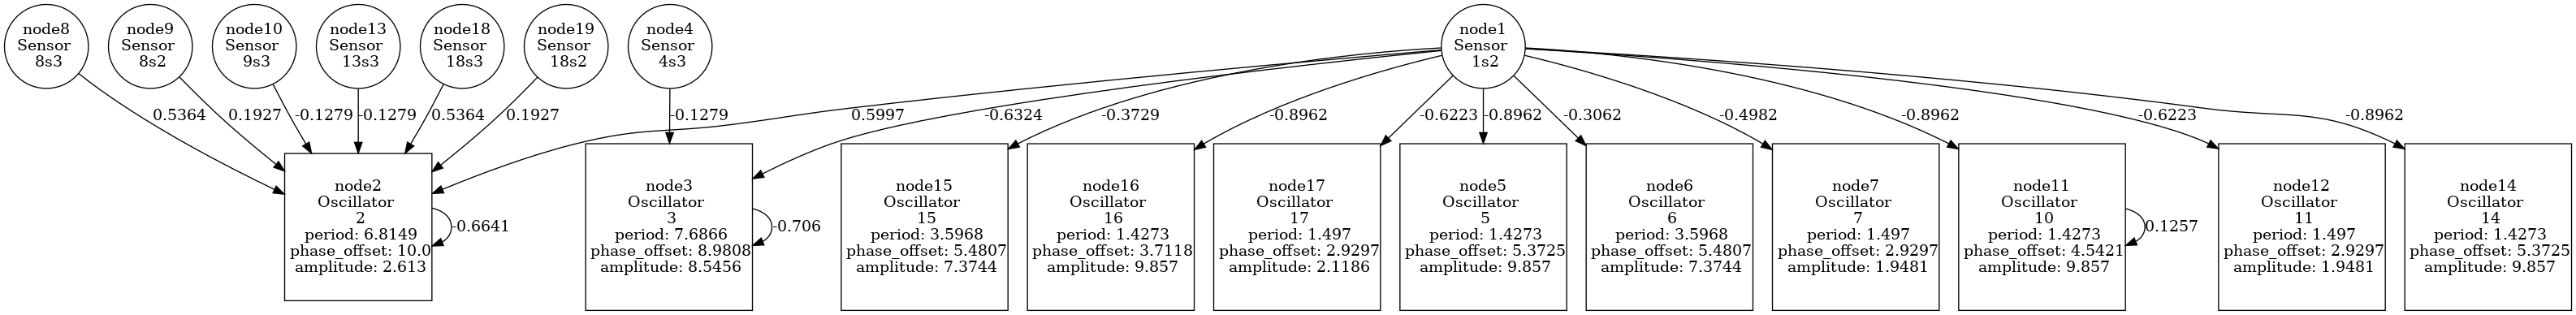 node8
Sensor
8s3
node9
Sensor
8s2
node10
Sensor
9s3
node13
Sensor
13s3
node18
Sensor
18s3
node19
Sensor
18s2
node4
Sensor
4s3
node1
Sensor
1s2
0.5364
0.1927
-0.1279
-0.1279
0.5364
0.1927
-0.1279
0.5997
-0.6324
-0.3729
-0.8962
-0.6223
-0.8962
-0.3062
-0.4982
-0.8962
-0.6223
-0.8962
node2
Oscillator
2
period: 6.8149
phase_offset: 10.0
amplitude: 2.613
-0.6641
node3
Oscillator
3
period: 7.6866
phase_offset: 8.9808
amplitude: 8.5456
-0.706
node15
Oscillator
15
period: 3.5968
phase_offset: 5.4807
amplitude: 7.3744
node16
Oscillator
16
period: 1.4273
phase_offset: 3.7118
amplitude: 9.857
node17
Oscillator
17
period: 1.497
phase_offset: 2.9297
amplitude: 2.1186
node5
Oscillator
5
period: 1.4273
phase_offset: 5.3725
amplitude: 9.857
node6
Oscillator
6
period: 3.5968
phase_offset: 5.4807
amplitude: 7.3744
node7
Oscillator
7
period: 1.497
phase_offset: 2.9297
amplitude: 1.9481
node11
Oscillator
10
period: 1.4273
phase_offset: 4.5421
amplitude: 9.857
0.1257
node12
Oscillator
11
period: 1.497
phase_offset: 2.9297
amplitude: 1.9481
node14
Oscillator
14
period: 1.4273
phase_offset: 5.3725
amplitude: 9.857